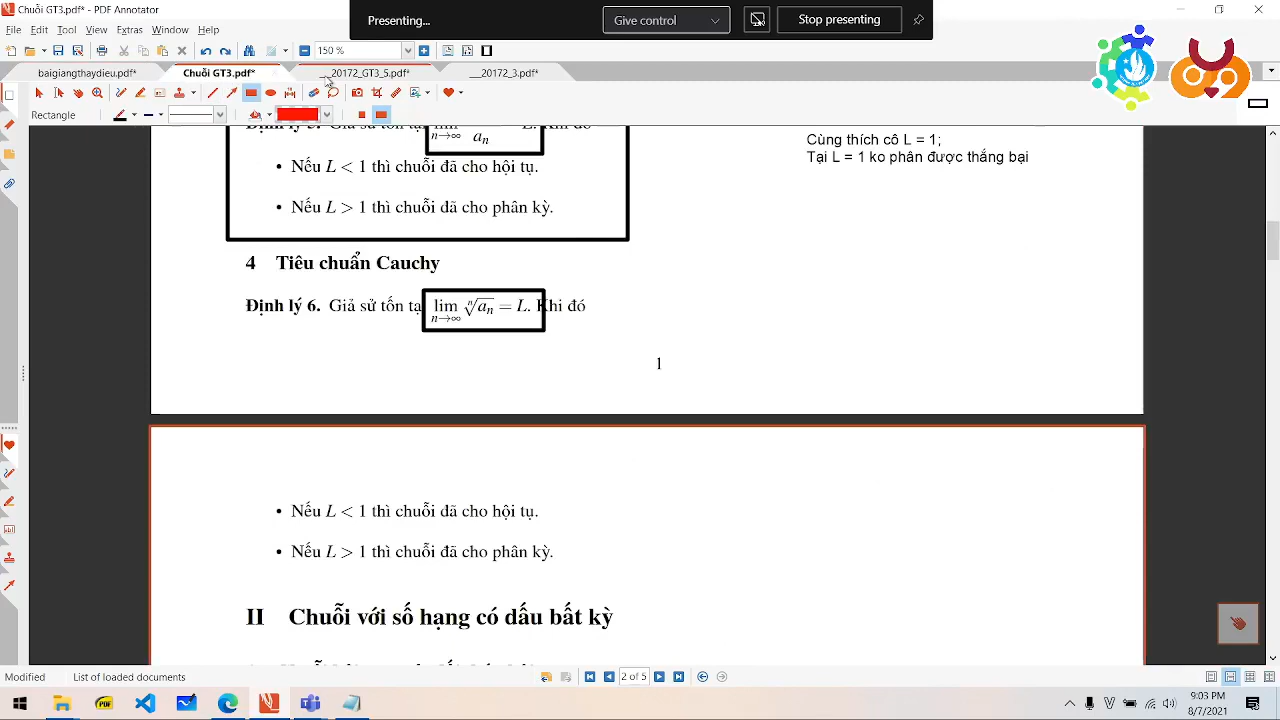 Chuỗi GT3.pdf* - PDF Annotator
Presenting...
Give control
Stop presenting
File Edit Tool View Window Help
150 %
baigiangthaydieu.pdf*
Chuỗi GT3.pdf*
__20172_GT3_5.pdf*
__20172_3.pdf*
Rectangle
n→∞ aₙ
Cùng thích cô L = 1;
Tại L = 1 ko phân được thắng bại
• Nếu L < 1 thì chuỗi đã cho hội tụ.
• Nếu L > 1 thì chuỗi dã cho phân kỳ.
4 Tiêu chuẩn Cauchy
Định lý 6. Giả sử tồn tạ lim n→∞ ⁿ√aₙ = L. Khi đó
1
• Nếu L < 1 thì chuỗi dã cho hội tụ.
• Nếu L > 1 thì chuỗi đã cho phân kỳ.
II Chuỗi với số hạng có dấu bất kỳ
Modified
List of loaded documents
2 of 5
9:03 PM
8/7/2021